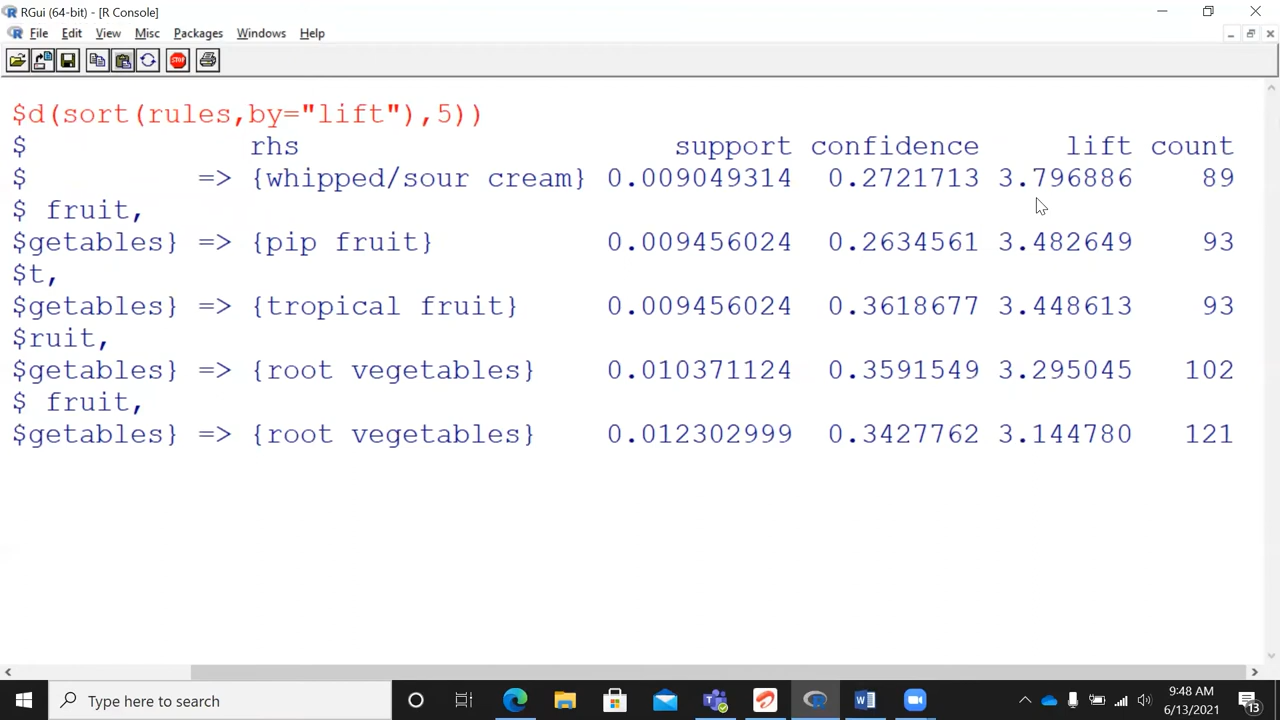 RGui (64-bit) - [R Console]
File Edit View Misc Packages Windows Help
STOP
$d(sort(rules,by="lift"),5))
$ rhs support confidence lift count
$ => {whipped/sour cream} 0.009049314 0.2721713 3.796886 89
$ fruit,
$getables} => {pip fruit} 0.009456024 0.2634561 3.482649 93
$t,
$getables} => {tropical fruit} 0.009456024 0.3618677 3.448613 93
$ruit,
$getables} => {root vegetables} 0.010371124 0.3591549 3.295045 102
$ fruit,
$getables} => {root vegetables} 0.012302999 0.3427762 3.144780 121
Type here to search
9:48 AM
6/13/2021
13